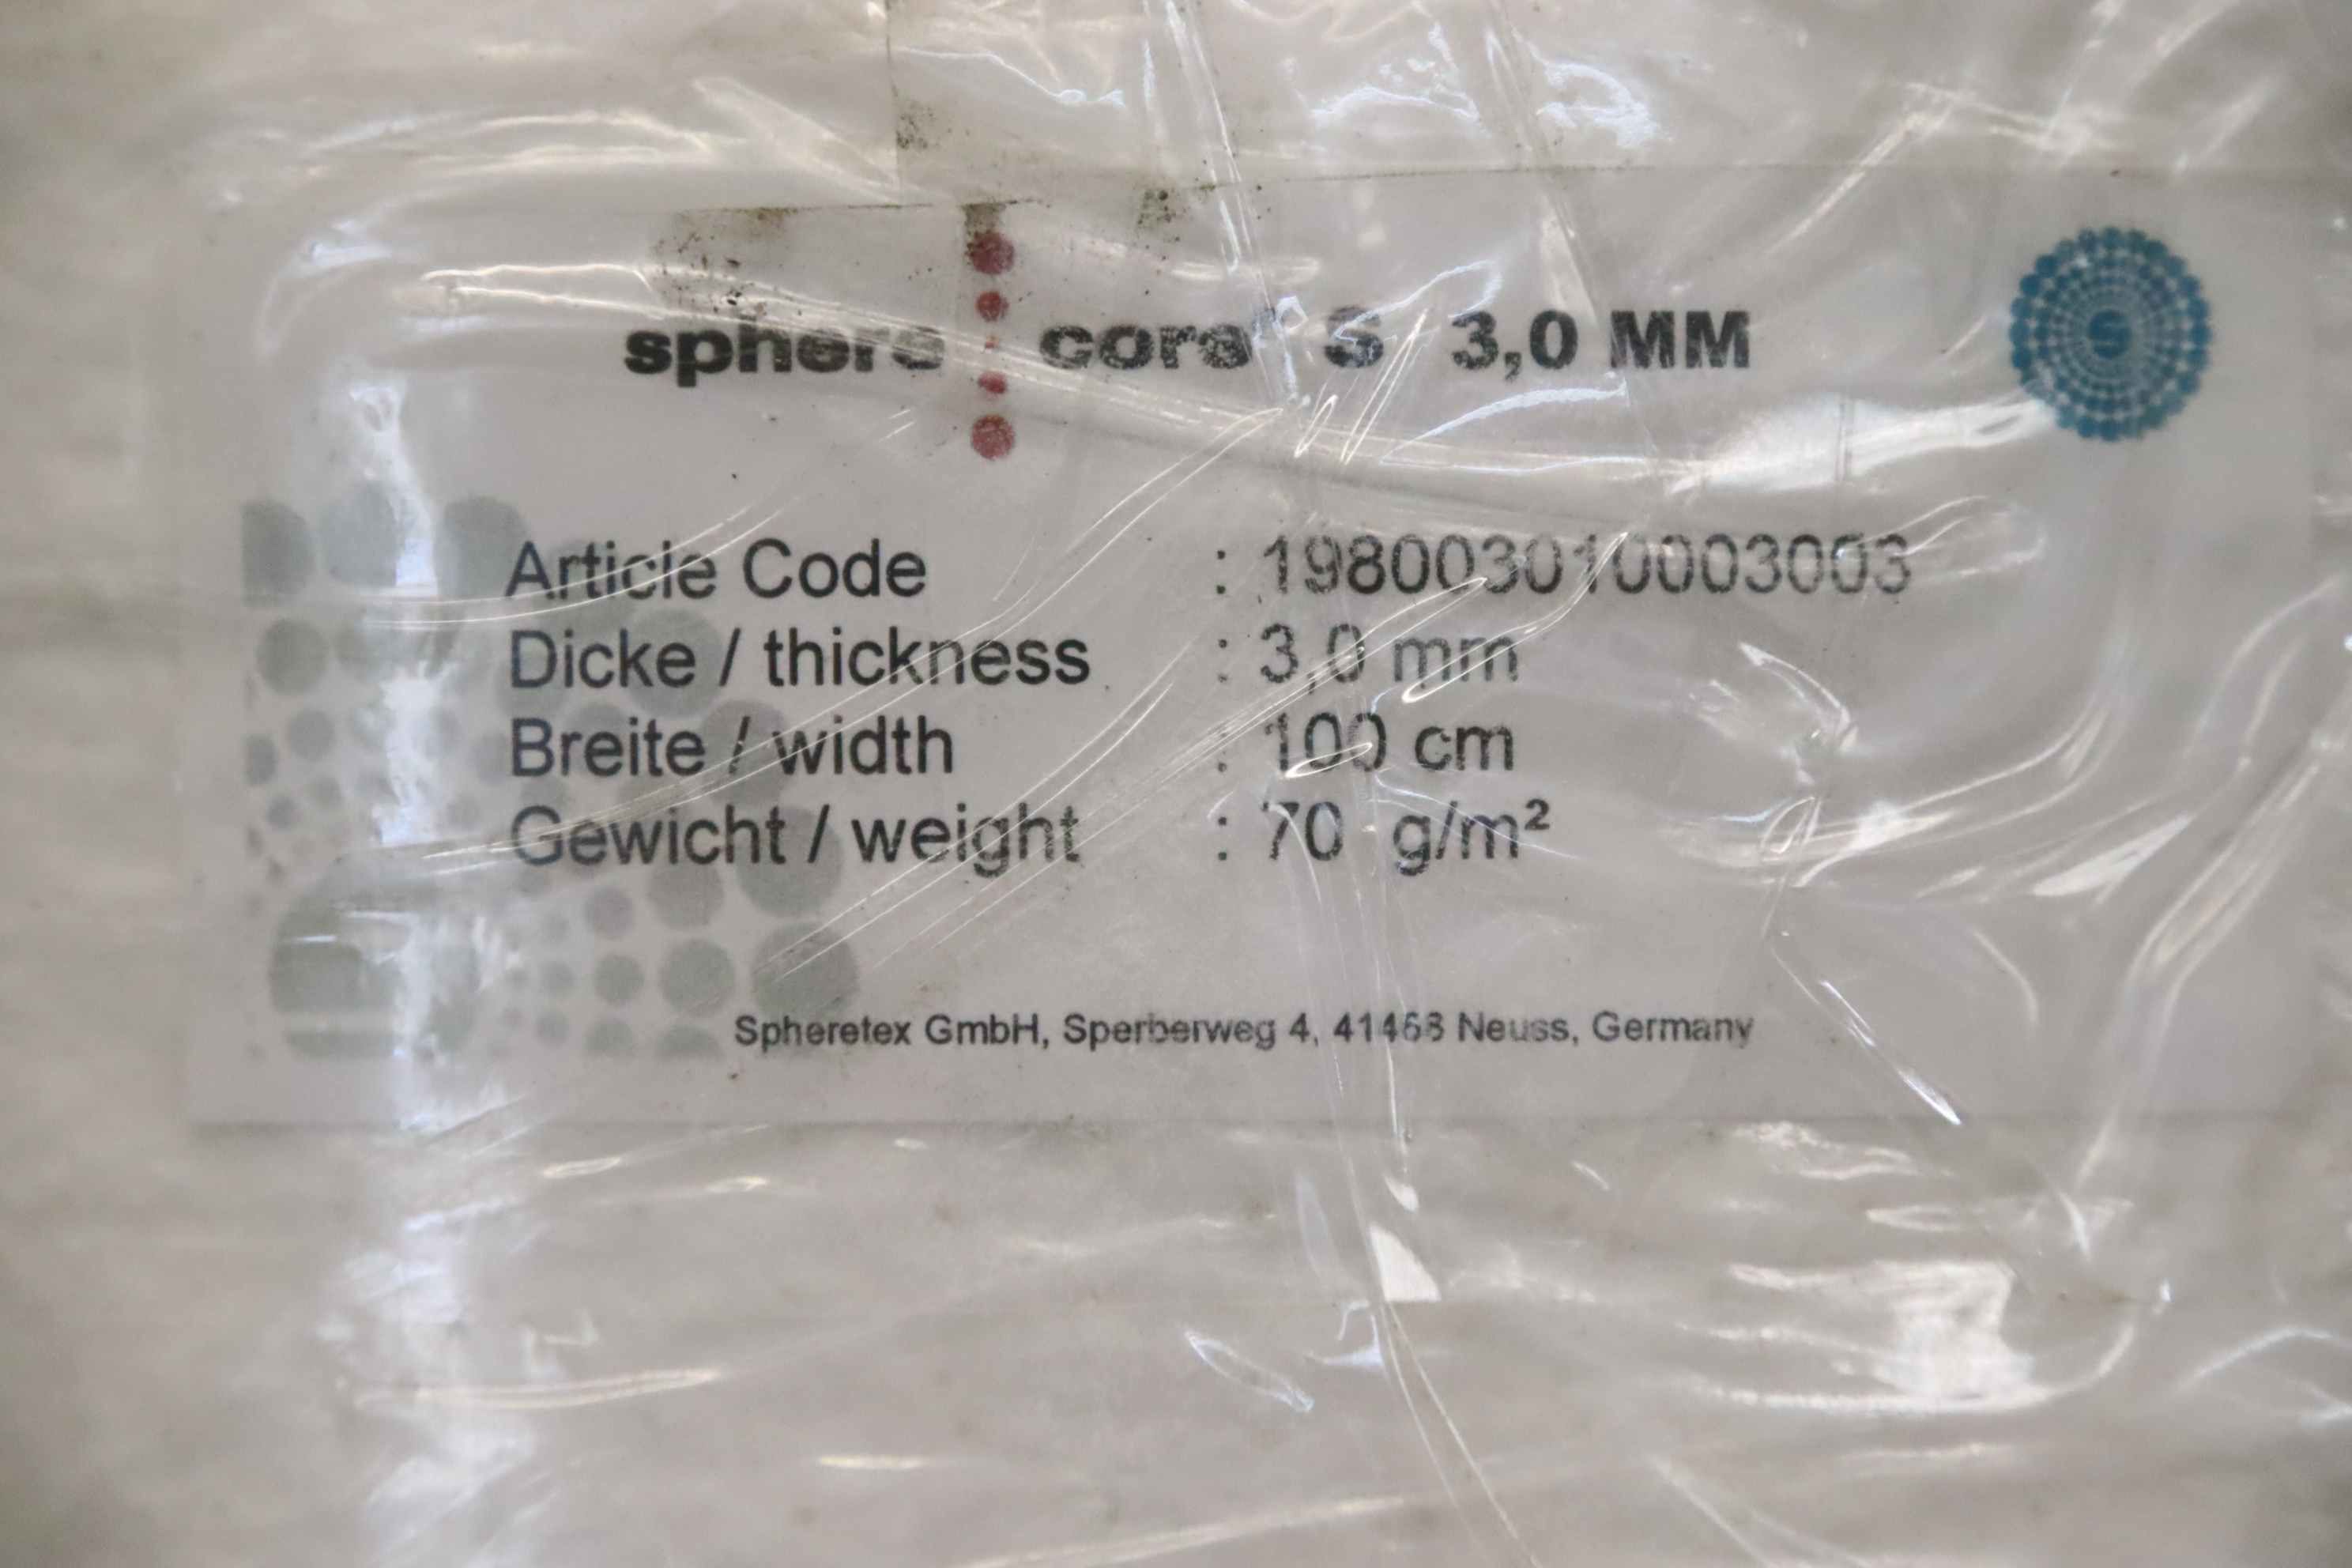 sphere core® S 3,0 MM
Article Code : 198003010003003
Dicke / thickness : 3,0 mm
Breite / width : 100 cm
Gewicht / weight : 70 g/m²
Spheretex GmbH, Sperberweg 4, 41468 Neuss, Germany